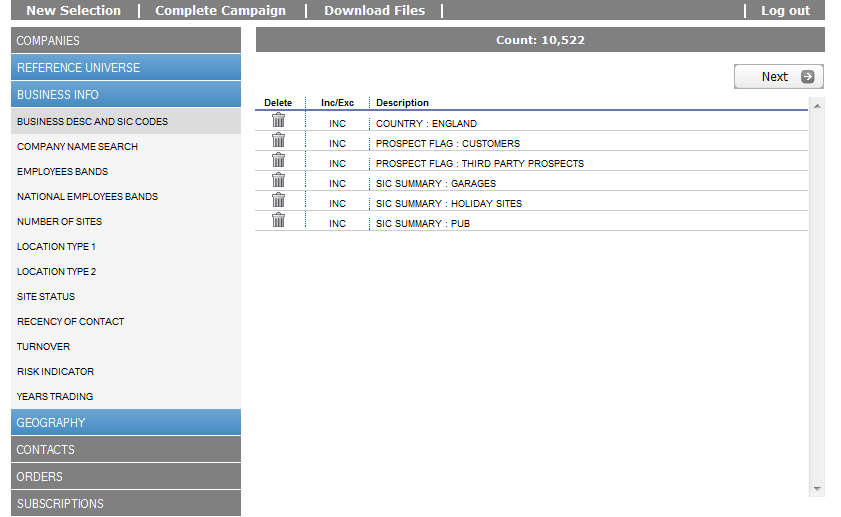 New Selection | Complete Campaign | Download Files | | Log out
COMPANIES
REFERENCE UNIVERSE
BUSINESS INFO
BUSINESS DESC AND SIC CODES
COMPANY NAME SEARCH
EMPLOYEES BANDS
NATIONAL EMPLOYEES BANDS
NUMBER OF SITES
LOCATION TYPE 1
LOCATION TYPE 2
SITE STATUS
RECENCY OF CONTACT
TURNOVER
RISK INDICATOR
YEARS TRADING
GEOGRAPHY
CONTACTS
ORDERS
SUBSCRIPTIONS
Count: 10,522
Next
Delete Inc/Exc Description
INC COUNTRY : ENGLAND
INC PROSPECT FLAG : CUSTOMERS
INC PROSPECT FLAG : THIRD PARTY PROSPECTS
INC SIC SUMMARY : GARAGES
INC SIC SUMMARY : HOLIDAY SITES
INC SIC SUMMARY : PUB